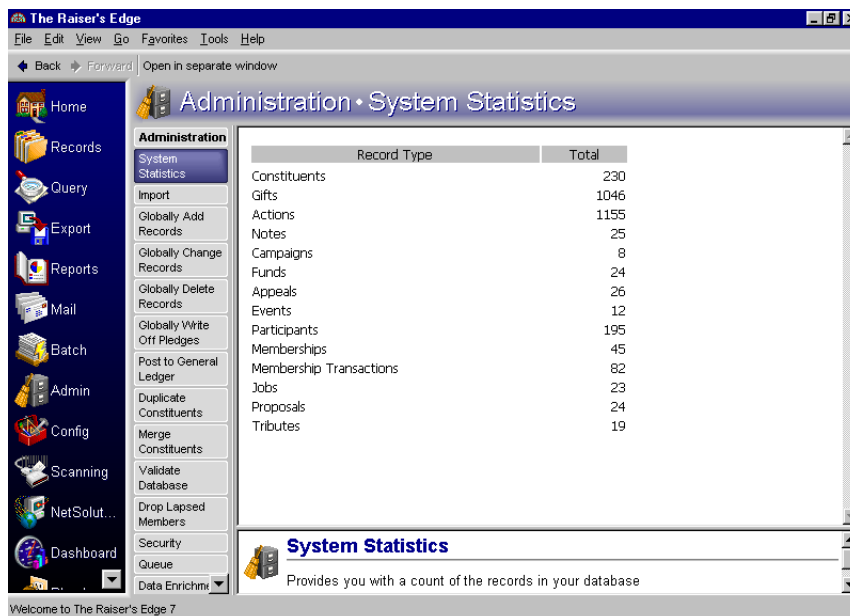 The Raiser's Edge
File Edit View Go Favorites Tools Help
Back Forward Open in separate window
Administration • System Statistics
Home
Records
Query
Export
Reports
Mail
Batch
Admin
Config
Scanning
NetSolut...
Dashboard
Administration
System
Statistics
Import
Globally Add
Records
Globally Change
Records
Globally Delete
Records
Globally Write
Off Pledges
Post to General
Ledger
Duplicate
Constituents
Merge
Constituents
Validate
Database
Drop Lapsed
Members
Security
Queue
Data Enrichme
Record Type Total
Constituents 230
Gifts 1046
Actions 1155
Notes 25
Campaigns 8
Funds 24
Appeals 26
Events 12
Participants 195
Memberships 45
Membership Transactions 82
Jobs 23
Proposals 24
Tributes 19
System Statistics
Provides you with a count of the records in your database
Welcome to The Raiser's Edge 7